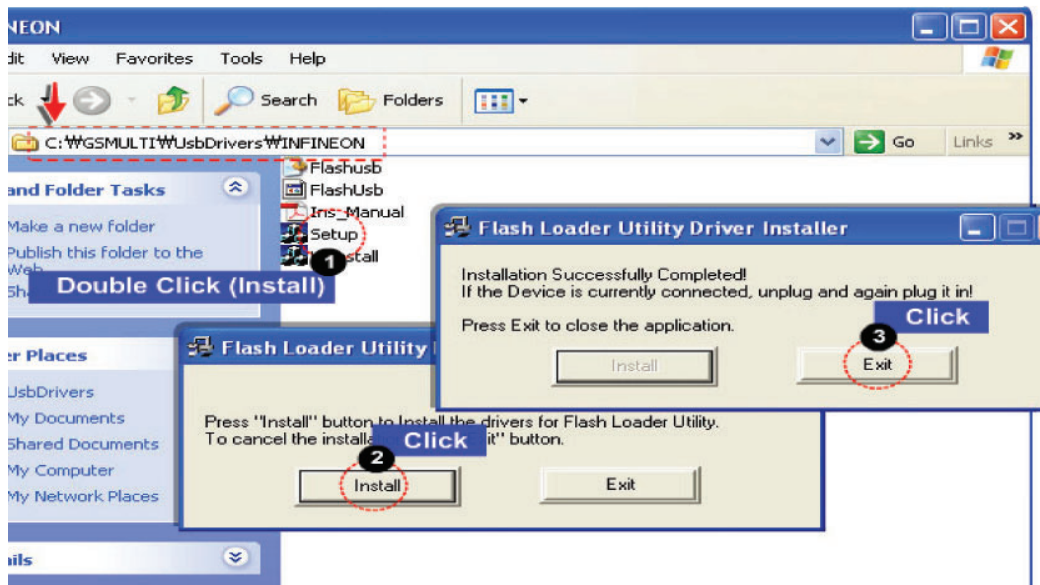 NEON
dit View Favorites Tools Help
ck Search Folders
C:₩GSMULTI₩UsbDrivers₩INFINEON Go Links »
and Folder Tasks
Make a new folder
Publish this folder to the
Web
Sh
Flashusb
FlashUsb
Ins_Manual
Setup
stall
1
Double Click (Install)
Flash Loader Utility Driver Installer
Installation Successfully Completed!
If the Device is currently connected, unplug and again plug it in!
Press Exit to close the application.
Click
3
Install Exit
er Places
UsbDrivers
My Documents
Shared Documents
My Computer
My Network Places
Flash Loader Utility
Press "Install" button to Install the drivers for Flash Loader Utility.
To cancel the installa it" button.
Click
2
Install Exit
ails